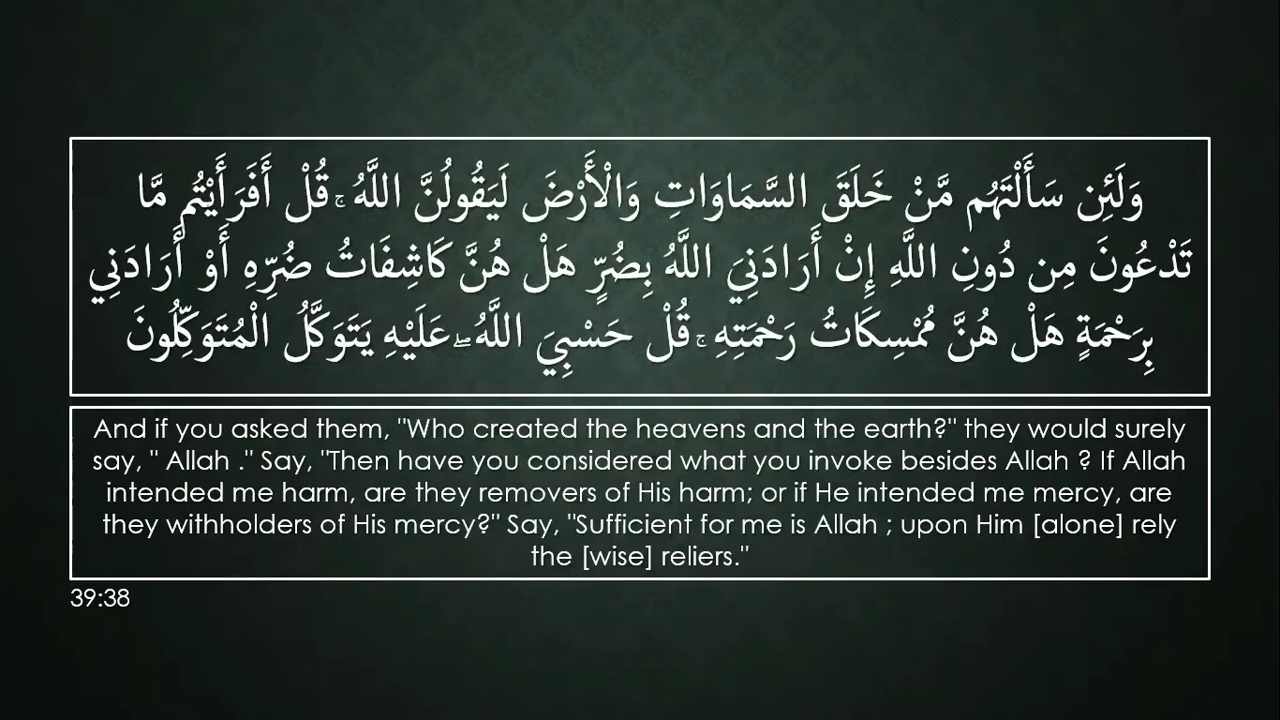 وَلَئِن سَأَلْتَهُم مَّنْ خَلَقَ السَّمَاوَاتِ وَالْأَرْضَ لَيَقُولُنَّ اللَّهُ ۚ قُلْ أَفَرَأَيْتُم مَّا
تَدْعُونَ مِن دُونِ اللَّهِ إِنْ أَرَادَنِيَ اللَّهُ بِضُرٍّ هَلْ هُنَّ كَاشِفَاتُ ضُرِّهِ أَوْ أَرَادَنِي
بِرَحْمَةٍ هَلْ هُنَّ مُمْسِكَاتُ رَحْمَتِهِ ۚ قُلْ حَسْبِيَ اللَّهُ ۖ عَلَيْهِ يَتَوَكَّلُ الْمُتَوَكِّلُونَ
And if you asked them, "Who created the heavens and the earth?" they would surely
say, " Allah ." Say, "Then have you considered what you invoke besides Allah ? If Allah
intended me harm, are they removers of His harm; or if He intended me mercy, are
they withholders of His mercy?" Say, "Sufficient for me is Allah ; upon Him [alone] rely
the [wise] reliers."
39:38